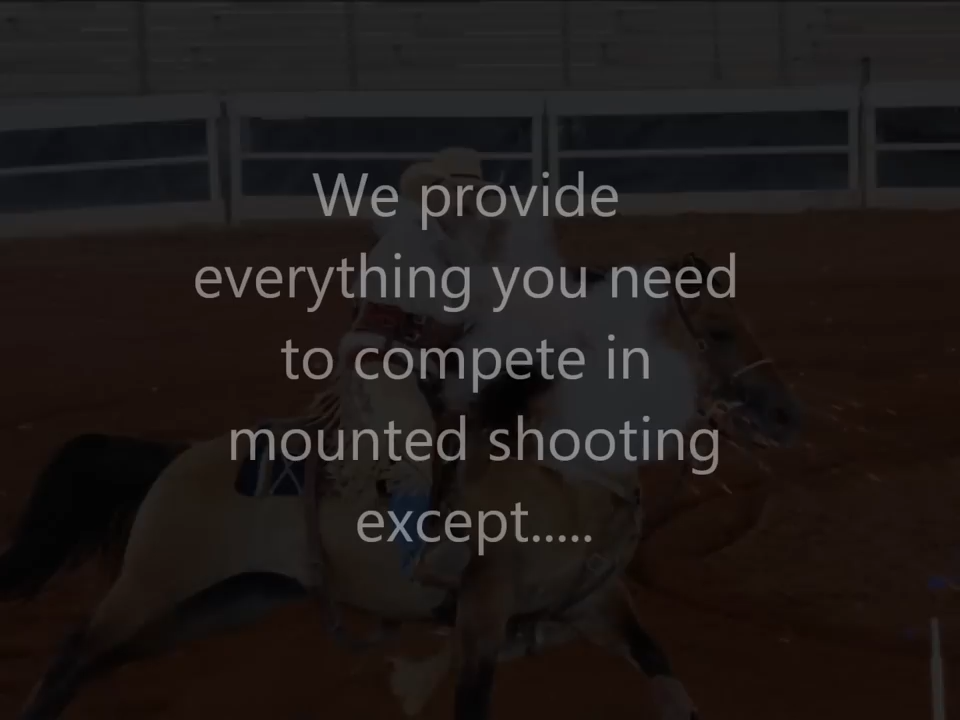 We provide
everything you need
to compete in
mounted shooting
except.....